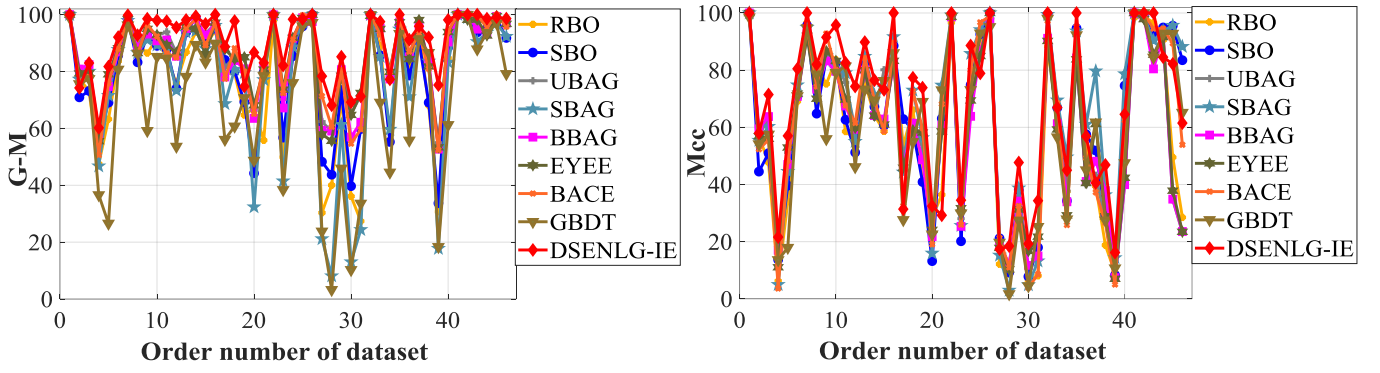 G-M
100
80
60
40
20
0
0
10
20
30
40
Order number of dataset
RBO
SBO
UBAG
SBAG
BBAG
EYEE
BACE
GBDT
DSENLG-IE
Mcc
100
80
60
40
20
0
0
10
20
30
40
Order number of dataset
RBO
SBO
UBAG
SBAG
BBAG
EYEE
BACE
GBDT
DSENLG-IE